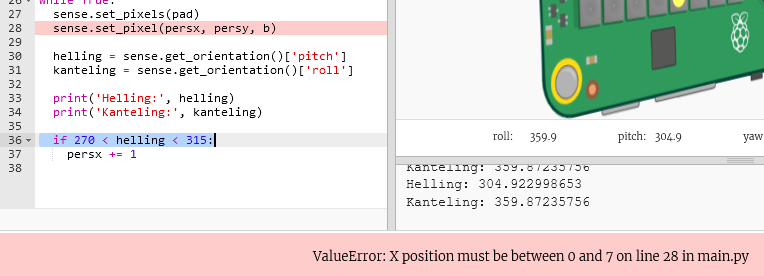 26 while True:
27 sense.set_pixels(pad)
28 sense.set_pixel(persx, persy, b)
29
30 helling = sense.get_orientation()['pitch']
31 kanteling = sense.get_orientation()['roll']
32
33 print('Helling:', helling)
34 print('Kanteling:', kanteling)
35
36 if 270 < helling < 315:
37 persx += 1
38
roll: 359.9 pitch: 304.9 yaw
Kanteling: 359.87235756
Helling: 304.922998653
Kanteling: 359.87235756
ValueError: X position must be between 0 and 7 on line 28 in main.py